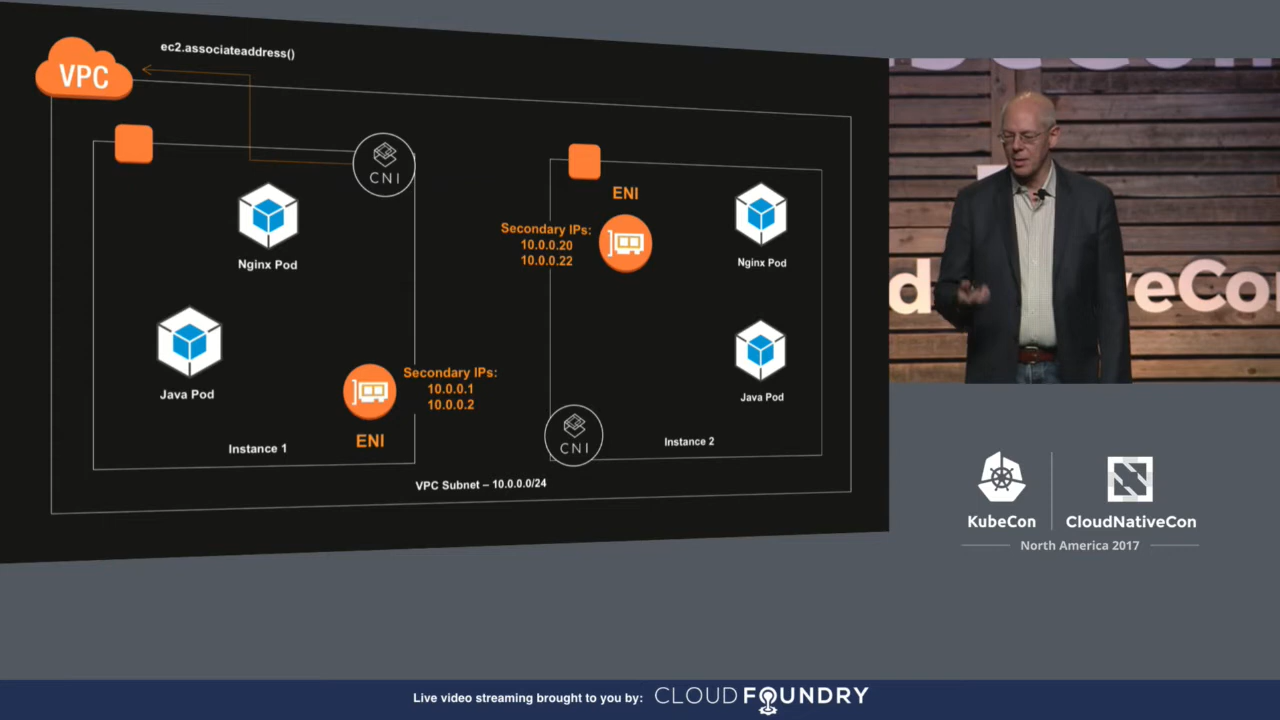 ec2.associateaddress()
VPC
CNI
ENI
Secondary IPs:
10.0.0.20
10.0.0.22
Nginx Pod
Nginx Pod
Secondary IPs:
10.0.0.1
10.0.0.2
Java Pod
Java Pod
ENI
CNI
Instance 1
Instance 2
VPC Subnet – 10.0.0.0/24
d
veCon
KubeCon
CloudNativeCon
North America 2017
Live video streaming brought to you by: CLOUD FOUNDRY